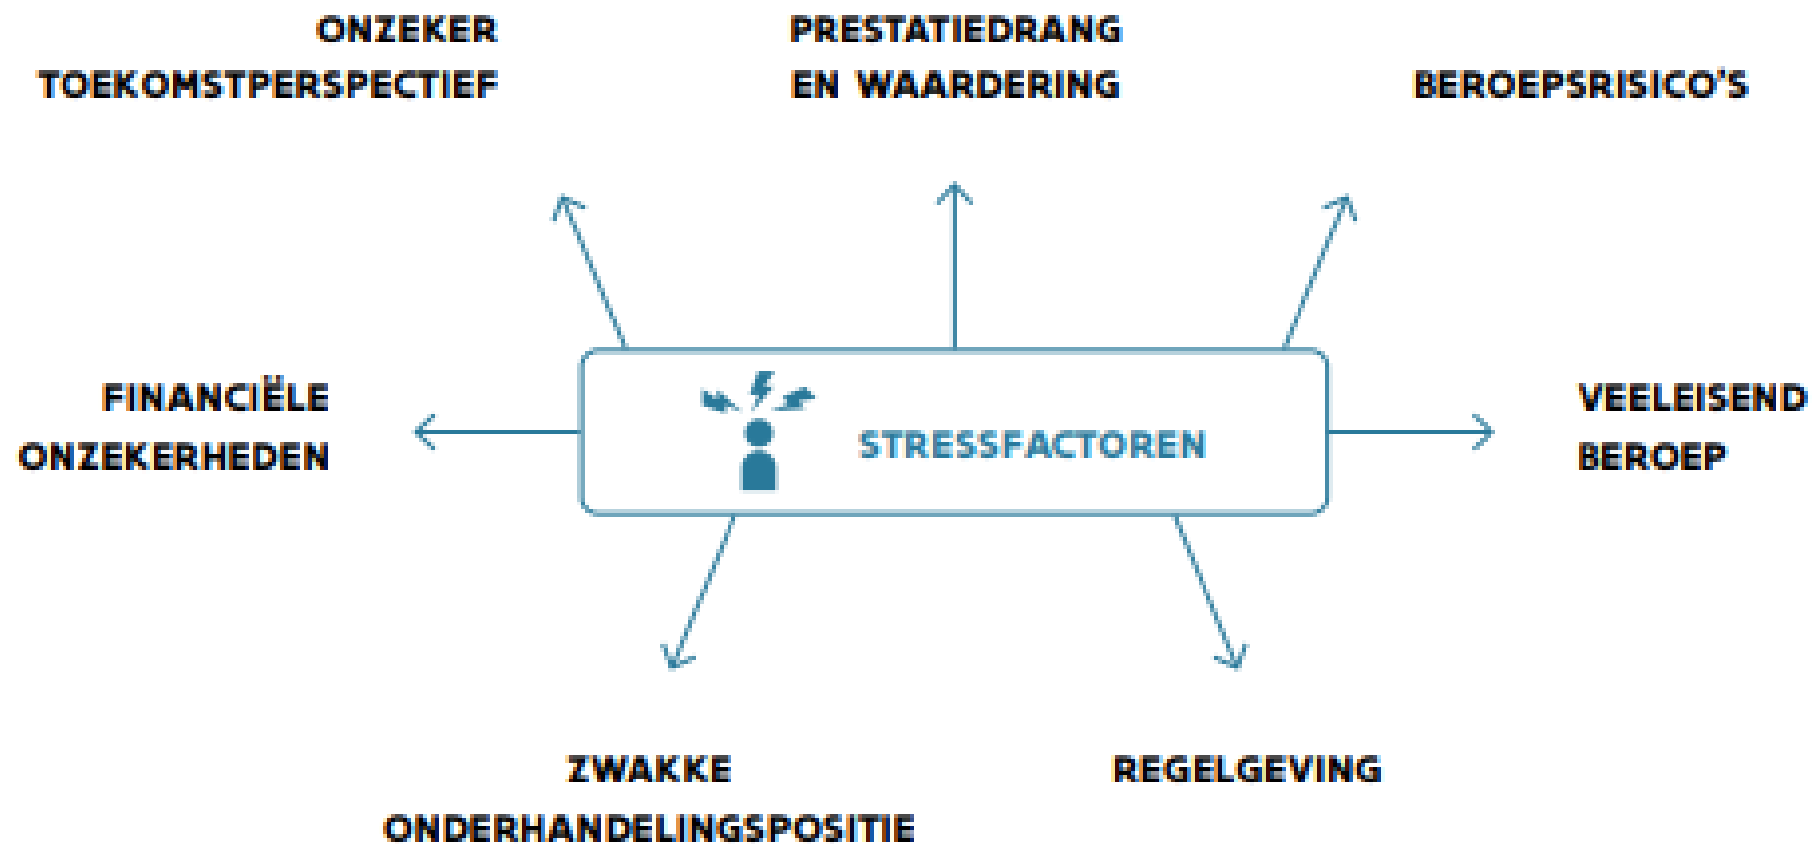 ONZEKER
TOEKOMSTPERSPECTIEF
PRESTATIEDRANG
EN WAARDERING
BEROEPSRISICO'S
FINANCIËLE
ONZEKERHEDEN
STRESSFACTOREN
VEELEISEND
BEROEP
ZWAKKE
ONDERHANDELINGSPOSITIE
REGELGEVING